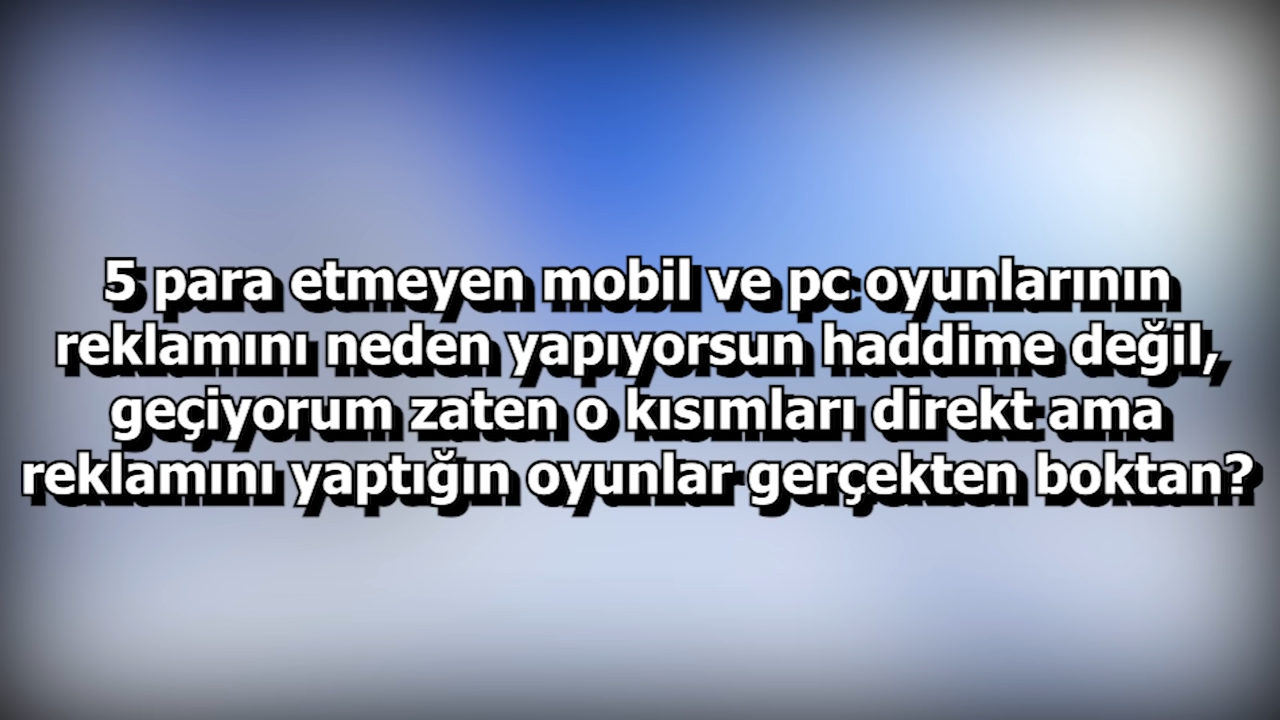 5 para etmeyen mobil ve pc oyunlarının
reklamını neden yapıyorsun haddime değil,
geçiyorum zaten o kısımları direkt ama
reklamını yaptığın oyunlar gerçekten boktan?